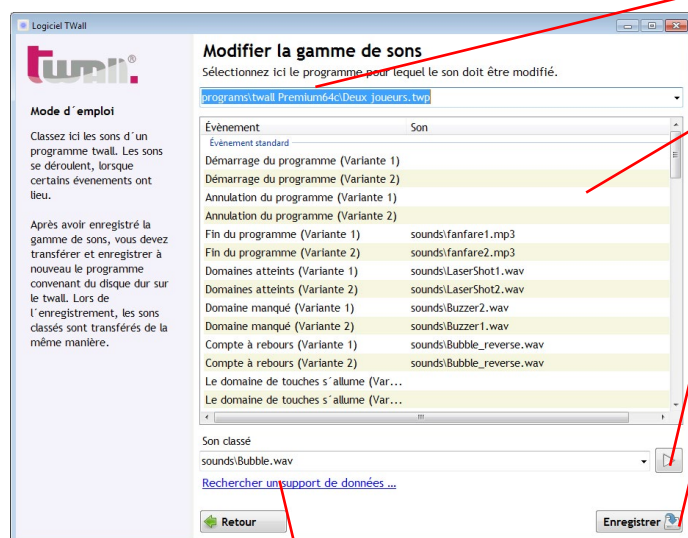 Logiciel TWall
twall®
Mode d´emploi
Classez ici les sons d´un
programme twall. Les sons
se déroulent, lorsque
certains évenements ont
lieu.
Après avoir enregistré la
gamme de sons, vous devez
transférer et enregistrer à
nouveau le programme
convenant du disque dur sur
le twall. Lors de
l´enregistrement, les sons
classés sont transférés de la
même manière.
Modifier la gamme de sons
Sélectionnez ici le programme pour lequel le son doit être modifié.
programs\twall Premium64c\Deux joueurs.twp
Évènement Son
Évènement standard
Démarrage du programme (Variante 1)
Démarrage du programme (Variante 2)
Annulation du programme (Variante 1)
Annulation du programme (Variante 2)
Fin du programme (Variante 1) sounds\fanfare1.mp3
Fin du programme (Variante 2) sounds\fanfare2.mp3
Domaines atteints (Variante 1) sounds\LaserShot1.wav
Domaines atteints (Variante 2) sounds\LaserShot2.wav
Domaine manqué (Variante 1) sounds\Buzzer2.wav
Domaine manqué (Variante 2) sounds\Buzzer1.wav
Compte à rebours (Variante 1) sounds\Bubble_reverse.wav
Compte à rebours (Variante 2) sounds\Bubble_reverse.wav
Le domaine de touches s´allume (Var...
Le domaine de touches s´allume (Var...
Son classé
sounds\Bubble.wav
Rechercher un support de données ...
Retour
Enregistrer